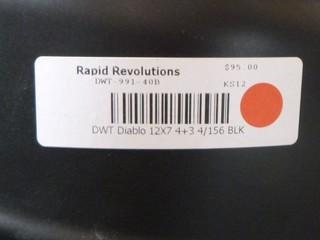 Rapid Revolutions $95.00
DWT-991-40B KS12
DWT Diablo 12X7 4+3 4/156 BLK